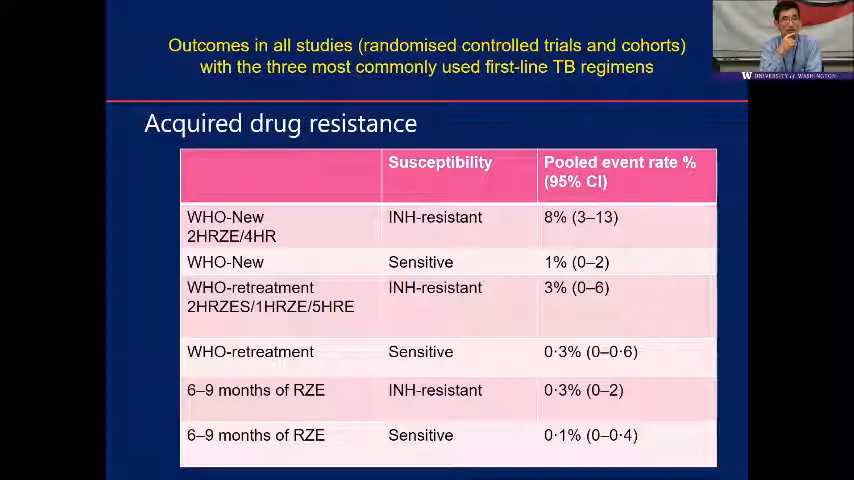 Outcomes in all studies (randomised controlled trials and cohorts)
with the three most commonly used first-line TB regimens
UNIVERSITY of WASHINGTON
Acquired drug resistance
Susceptibility
Pooled event rate %
(95% CI)
WHO-New
2HRZE/4HR
INH-resistant
8% (3–13)
WHO-New
Sensitive
1% (0–2)
WHO-retreatment
2HRZES/1HRZE/5HRE
INH-resistant
3% (0–6)
WHO-retreatment
Sensitive
0·3% (0–0·6)
6–9 months of RZE
INH-resistant
0·3% (0–2)
6–9 months of RZE
Sensitive
0·1% (0–0·4)